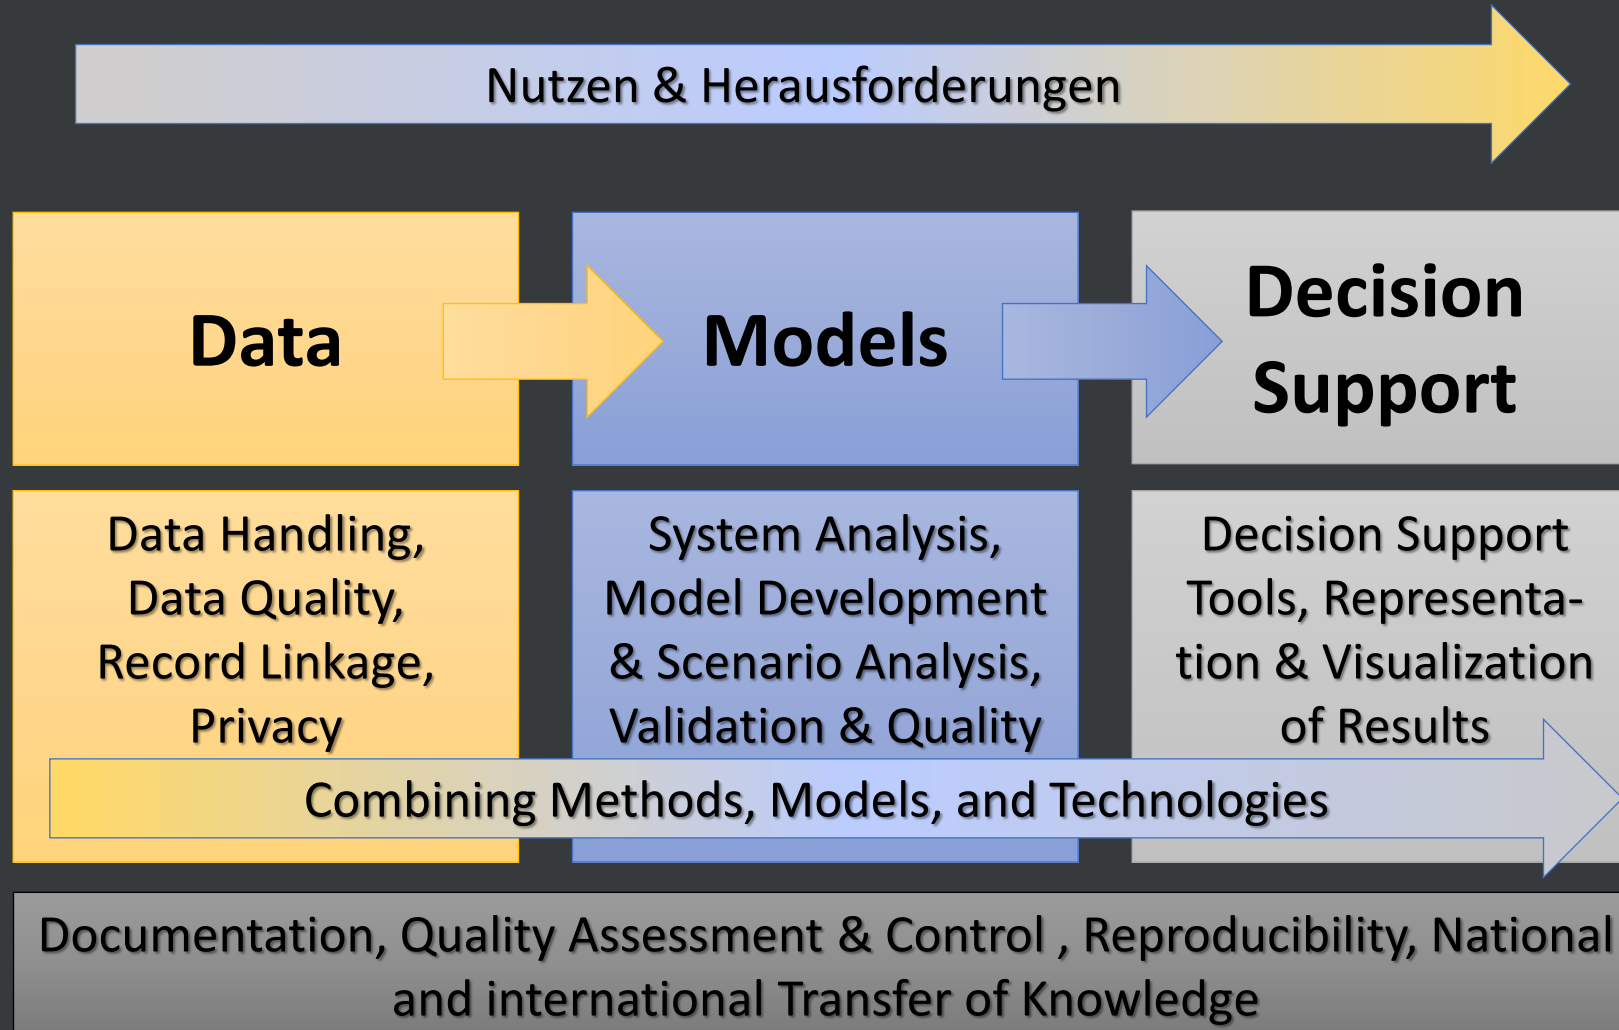 Nutzen & Herausforderungen
Data
Models
Decision
Support
Data Handling,
Data Quality,
Record Linkage,
Privacy
System Analysis,
Model Development
& Scenario Analysis,
Validation & Quality
Decision Support
Tools, Representa-
tion & Visualization
of Results
Combining Methods, Models, and Technologies
Documentation, Quality Assessment & Control , Reproducibility, National
and international Transfer of Knowledge